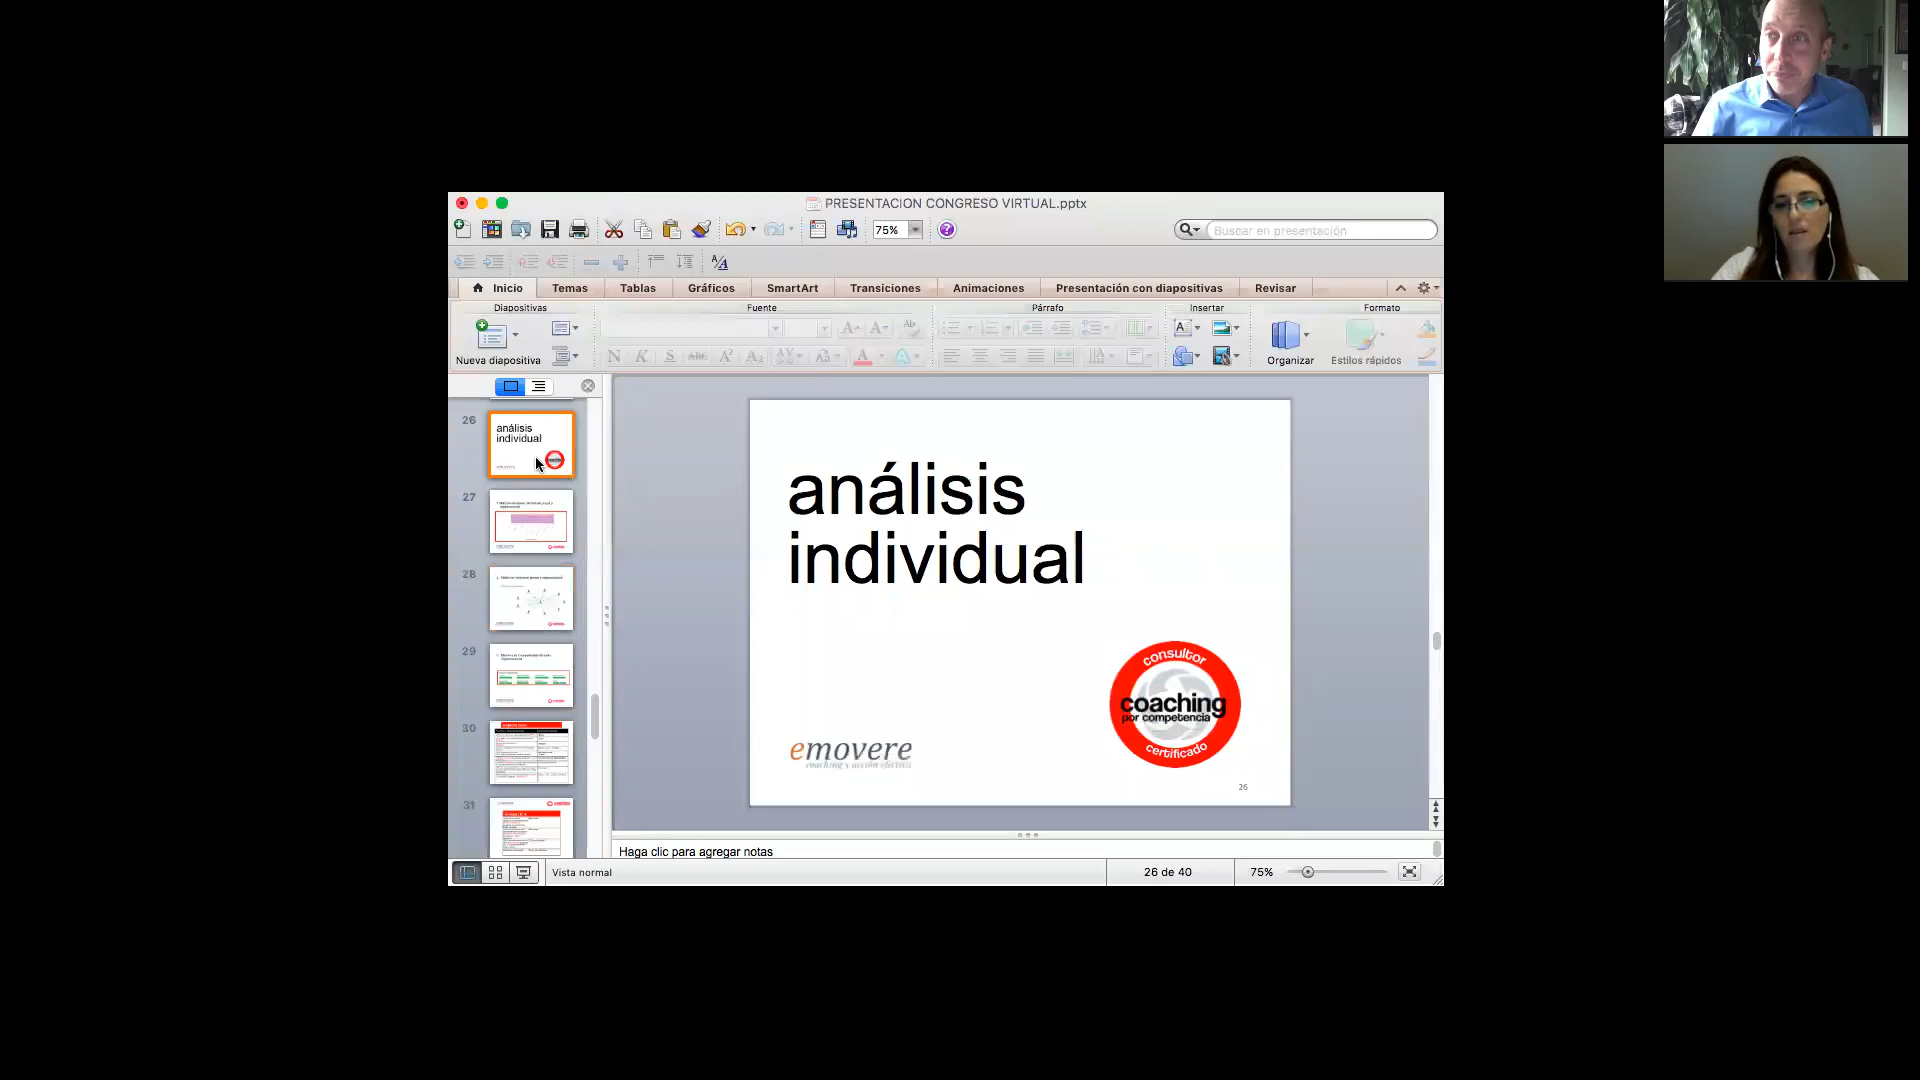 PRESENTACION CONGRESO VIRTUAL.pptx
75%
Buscar en presentación
Inicio
Temas
Tablas
Gráficos
SmartArt
Transiciones
Animaciones
Presentación con diapositivas
Revisar
Diapositivas
Fuente
Párrafo
Insertar
Formato
Nueva diapositiva
Organizar
Estilos rápidos
26
análisis
individual
27
28
29
30
31
análisis
individual
consultor
coaching
por competencia
certificado
emovere
coaching y acción efectiva
26
Haga clic para agregar notas
Vista normal
26 de 40
75%